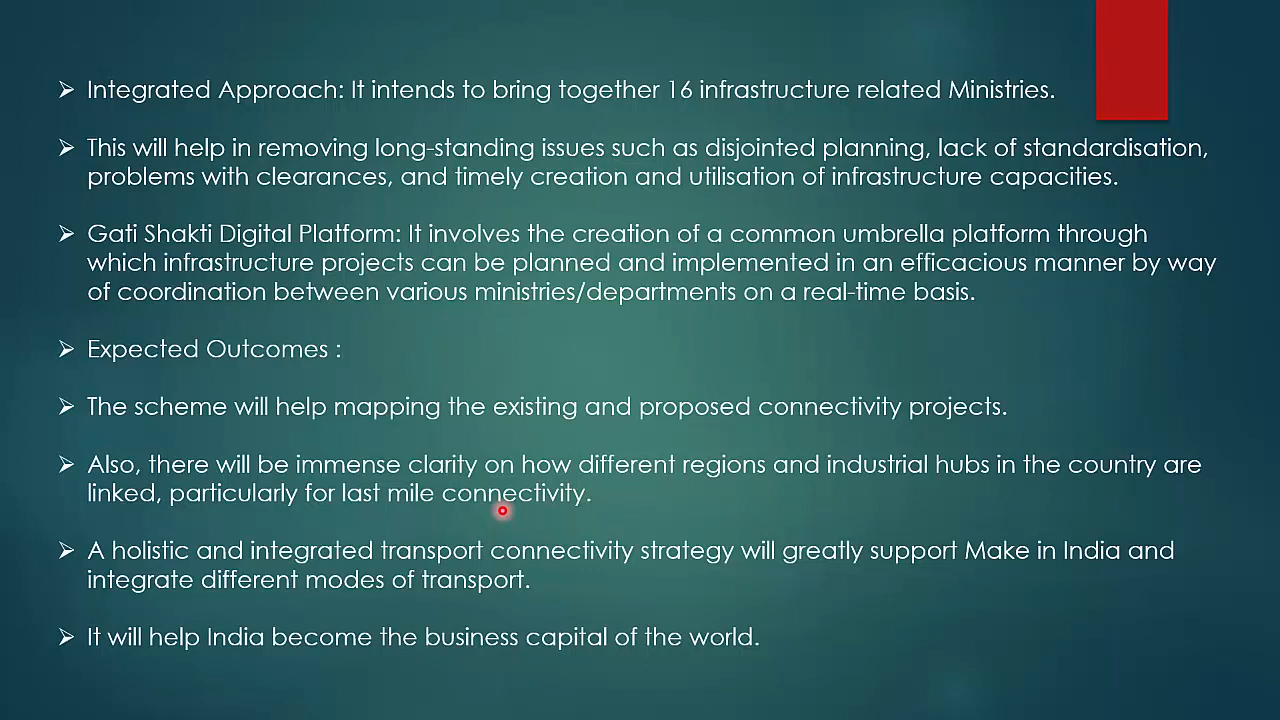 ➢ Integrated Approach: It intends to bring together 16 infrastructure related Ministries.
➢ This will help in removing long-standing issues such as disjointed planning, lack of standardisation,
problems with clearances, and timely creation and utilisation of infrastructure capacities.
➢ Gati Shakti Digital Platform: It involves the creation of a common umbrella platform through
which infrastructure projects can be planned and implemented in an efficacious manner by way
of coordination between various ministries/departments on a real-time basis.
➢ Expected Outcomes :
➢ The scheme will help mapping the existing and proposed connectivity projects.
➢ Also, there will be immense clarity on how different regions and industrial hubs in the country are
linked, particularly for last mile connectivity.
➢ A holistic and integrated transport connectivity strategy will greatly support Make in India and
integrate different modes of transport.
➢ It will help India become the business capital of the world.